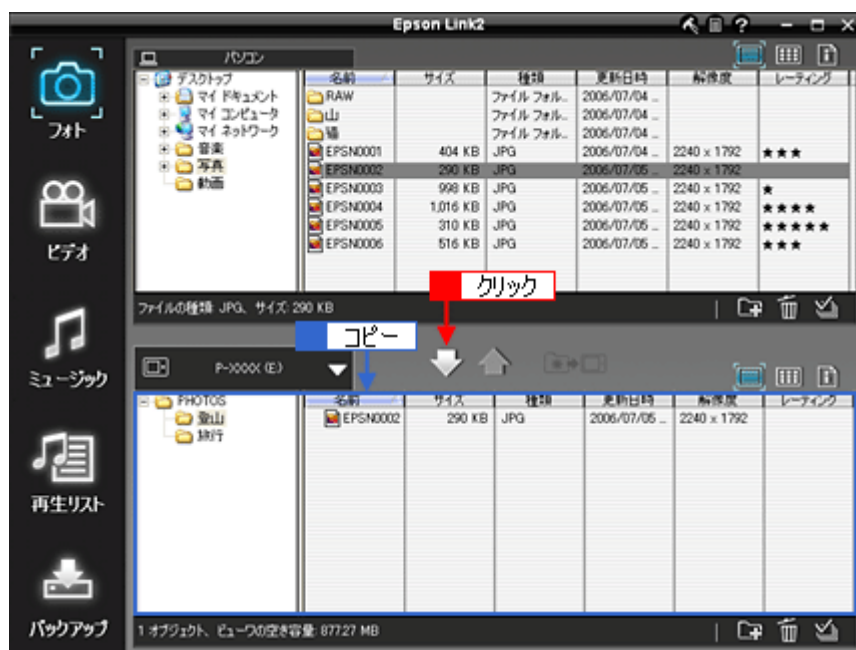 Epson Link2
?
フォト
ビデオ
ミュージック
再生リスト
バックアップ
パソコン
デスクトップ
マイ ドキュメント
マイ コンピュータ
マイ ネットワーク
音楽
写真
動画
名前 サイズ 種類 更新日時 解像度 レーティング
RAW ファイル フォル... 2006/07/04 ...
山 ファイル フォル... 2006/07/04 ...
猫 ファイル フォル... 2006/07/04 ...
EPSN0001 404 KB JPG 2006/07/04 ... 2240 x 1792 ★★★
EPSN0002 290 KB JPG 2006/07/05 ... 2240 x 1792
EPSN0003 998 KB JPG 2006/07/05 ... 2240 x 1792 ★
EPSN0004 1,016 KB JPG 2006/07/05 ... 2240 x 1792 ★★★★
EPSN0005 310 KB JPG 2006/07/05 ... 2240 x 1792 ★★★★★
EPSN0006 516 KB JPG 2006/07/05 ... 2240 x 1792 ★★★
ファイルの種類: JPG、サイズ: 290 KB
クリック
コピー
P-XXXX (E)
PHOTOS
登山
旅行
名前 サイズ 種類 更新日時 解像度 レーティング
EPSN0002 290 KB JPG 2006/07/05 ... 2240 x 1792
1 オブジェクト、ビューワの空き容量: 877.27 MB